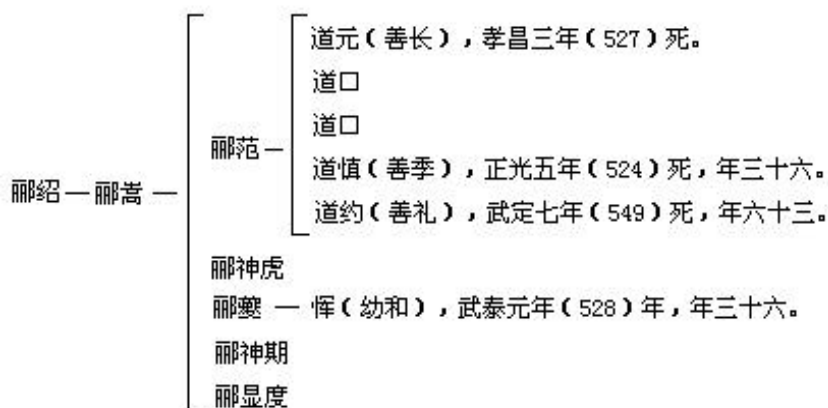 道元(善长),孝昌三年(527)死。
道口
道口
郦范—
道慎(善季),正光五年(524)死,年三十六。
郦绍—郦嵩—
道约(善礼),武定七年(549)死,年六十三。
郦神虎
郦夔 — 恽(幼和),武泰元年(528)年,年三十六。
郦神期
郦显度